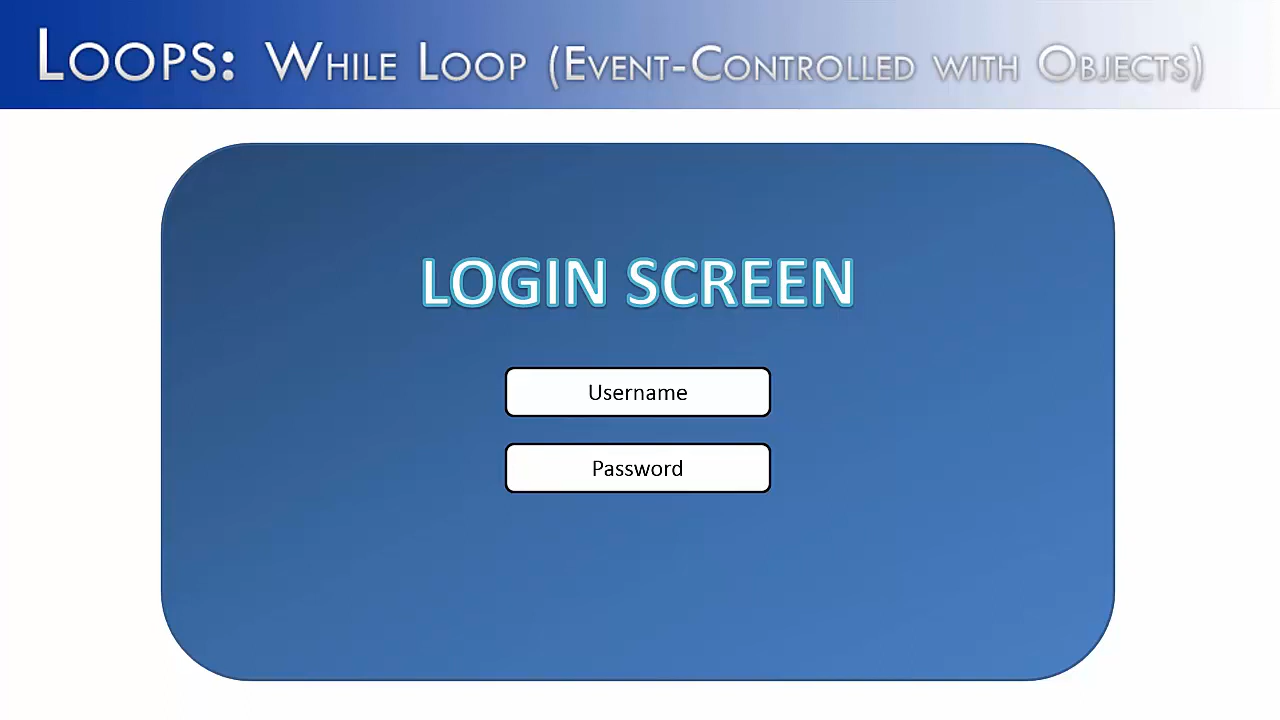 Loops: While Loop (Event-Controlled with Objects)
LOGIN SCREEN
Username
Password